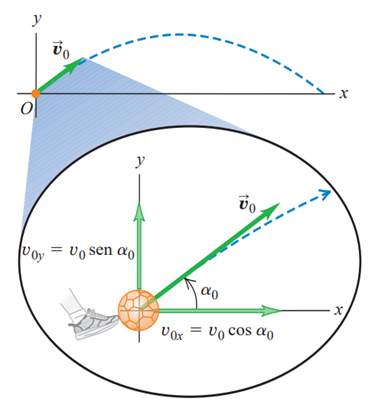 y
v⃗₀
x
O
y
v⃗₀
v₀y = v₀ sen α₀
α₀
x
v₀x = v₀ cos α₀